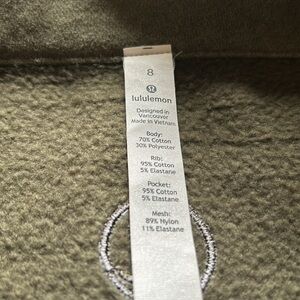 8
lululemon
Designed in
Vancouver
Made in Vietnam
Body:
70% Cotton
30% Polyester
Rib:
95% Cotton
5% Elastane
Pocket:
95% Cotton
5% Elastane
Mesh:
89% Nylon
11% Elastane